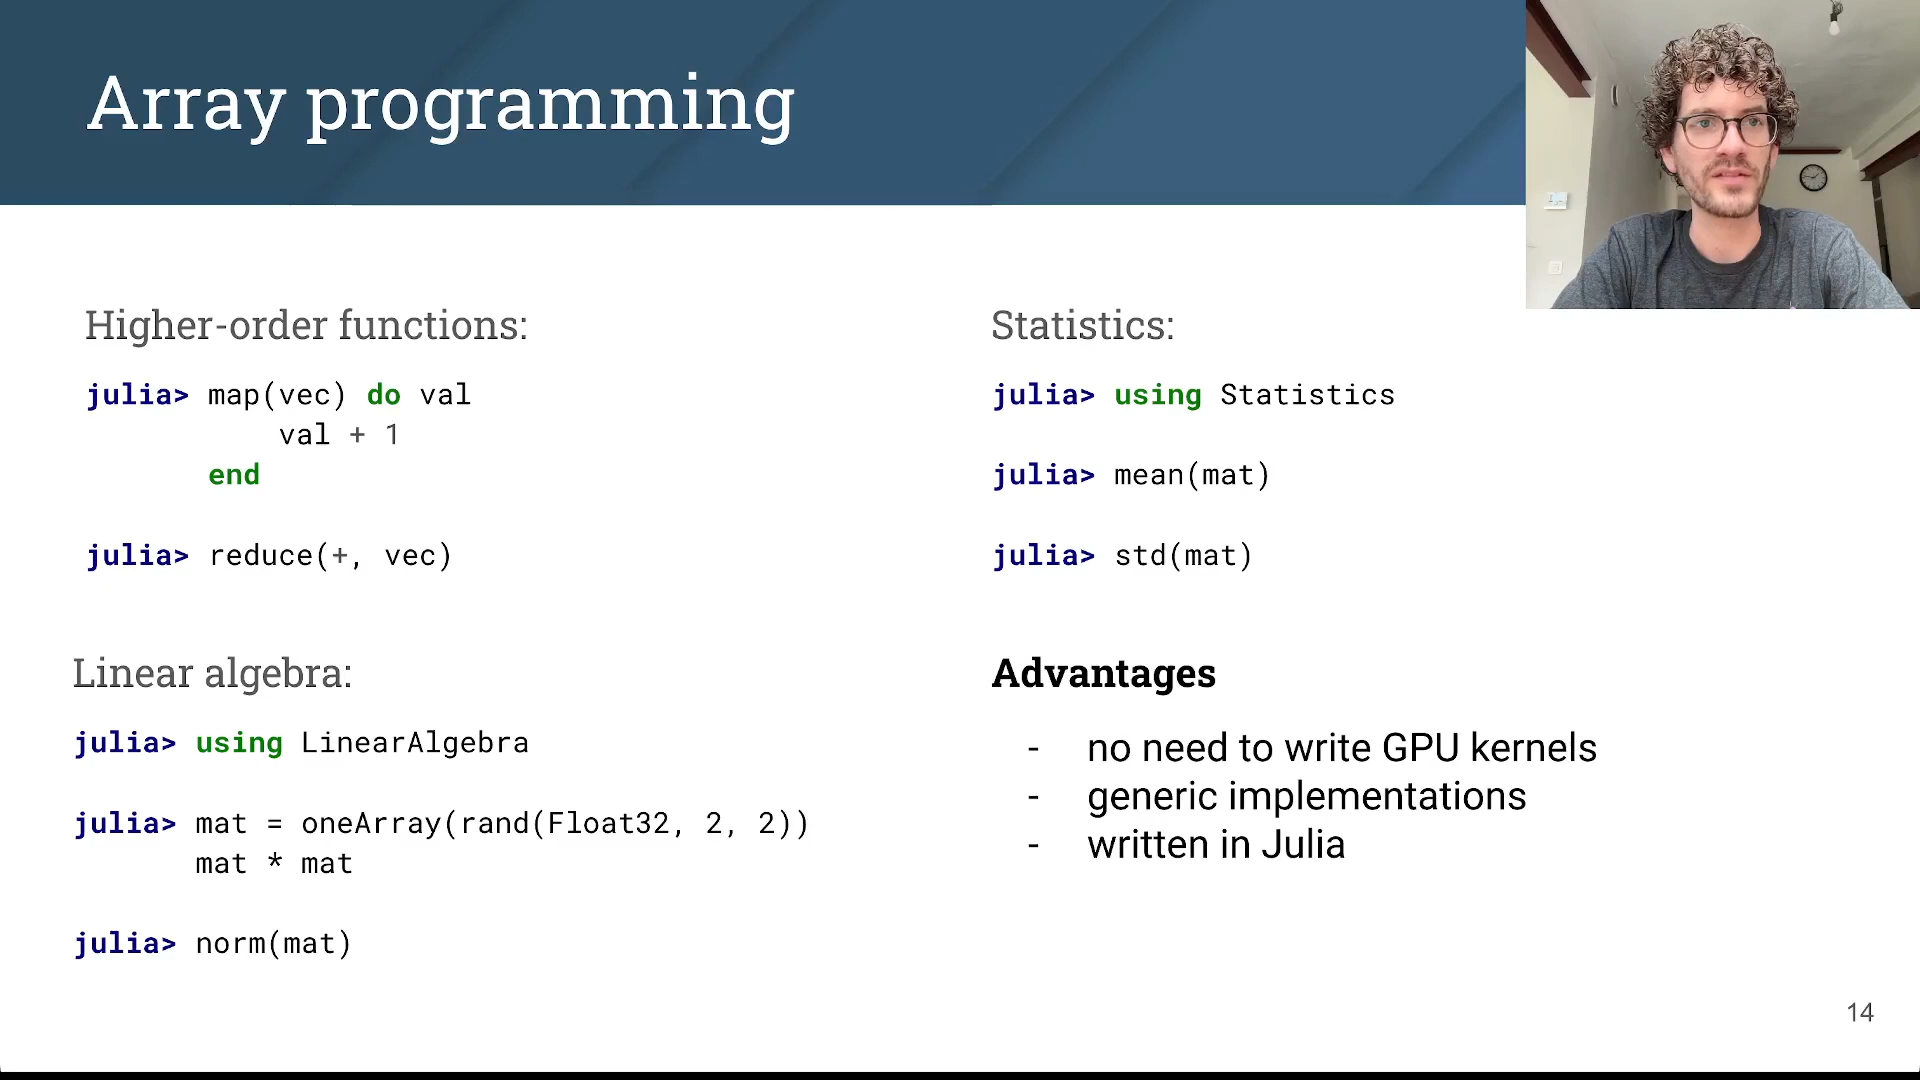 Array programming
Higher-order functions:
julia> map(vec) do val
val + 1
end
julia> reduce(+, vec)
Linear algebra:
julia> using LinearAlgebra
julia> mat = oneArray(rand(Float32, 2, 2))
mat * mat
julia> norm(mat)
Statistics:
julia> using Statistics
julia> mean(mat)
julia> std(mat)
Advantages
- no need to write GPU kernels
- generic implementations
- written in Julia
14